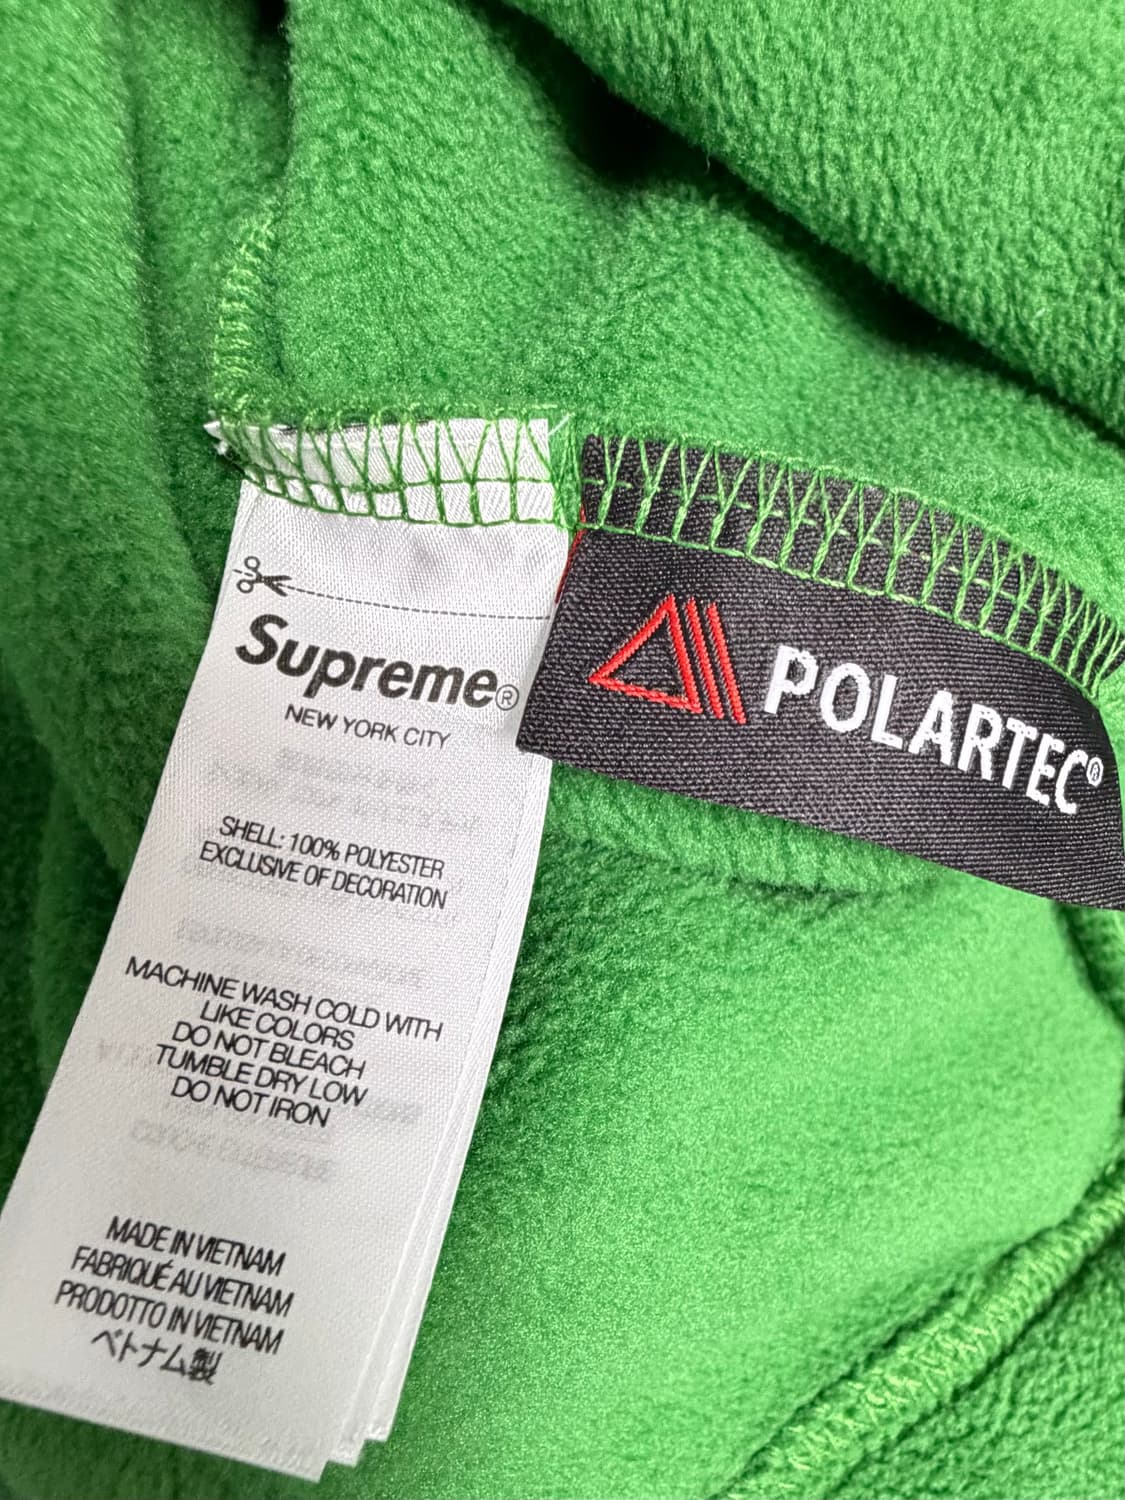 Supreme®
NEW YORK CITY
SHELL: 100% POLYESTER
EXCLUSIVE OF DECORATION
MACHINE WASH COLD WITH
LIKE COLORS
DO NOT BLEACH
TUMBLE DRY LOW
DO NOT IRON
MADE IN VIETNAM
FABRIQUÉ AU VIETNAM
PRODOTTO IN VIETNAM
ベトナム製
POLARTEC®